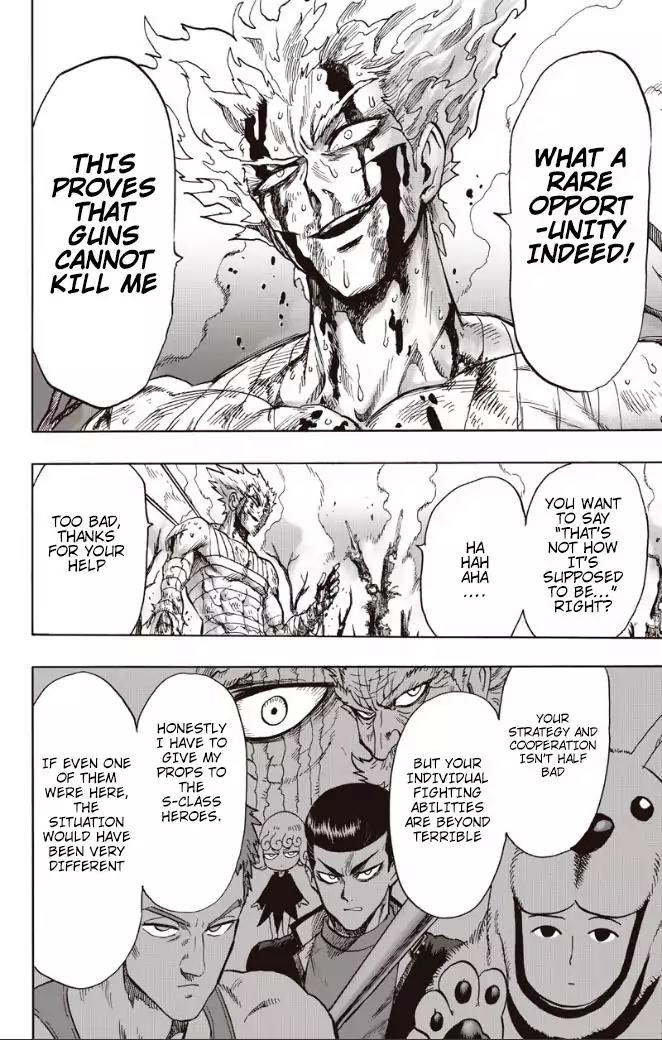 WHAT A
RARE
OPPORT
-UNITY
INDEED!
THIS
PROVES
THAT
GUNS
CANNOT
KILL ME
YOU WANT
TO SAY
"THAT'S
NOT HOW
IT'S
SUPPOSED
TO BE..."
RIGHT?
HA
HAH
AHA
....
TOO BAD,
THANKS
FOR YOUR
HELP
YOUR
STRATEGY AND
COOPERATION
ISN'T HALF
BAD
BUT YOUR
INDIVIDUAL
FIGHTING
ABILITIES
ARE BEYOND
TERRIBLE
HONESTLY
I HAVE TO
GIVE MY
PROPS TO
THE
S-CLASS
HEROES.
IF EVEN ONE
OF THEM
WERE HERE,
THE
SITUATION
WOULD HAVE
BEEN VERY
DIFFERENT